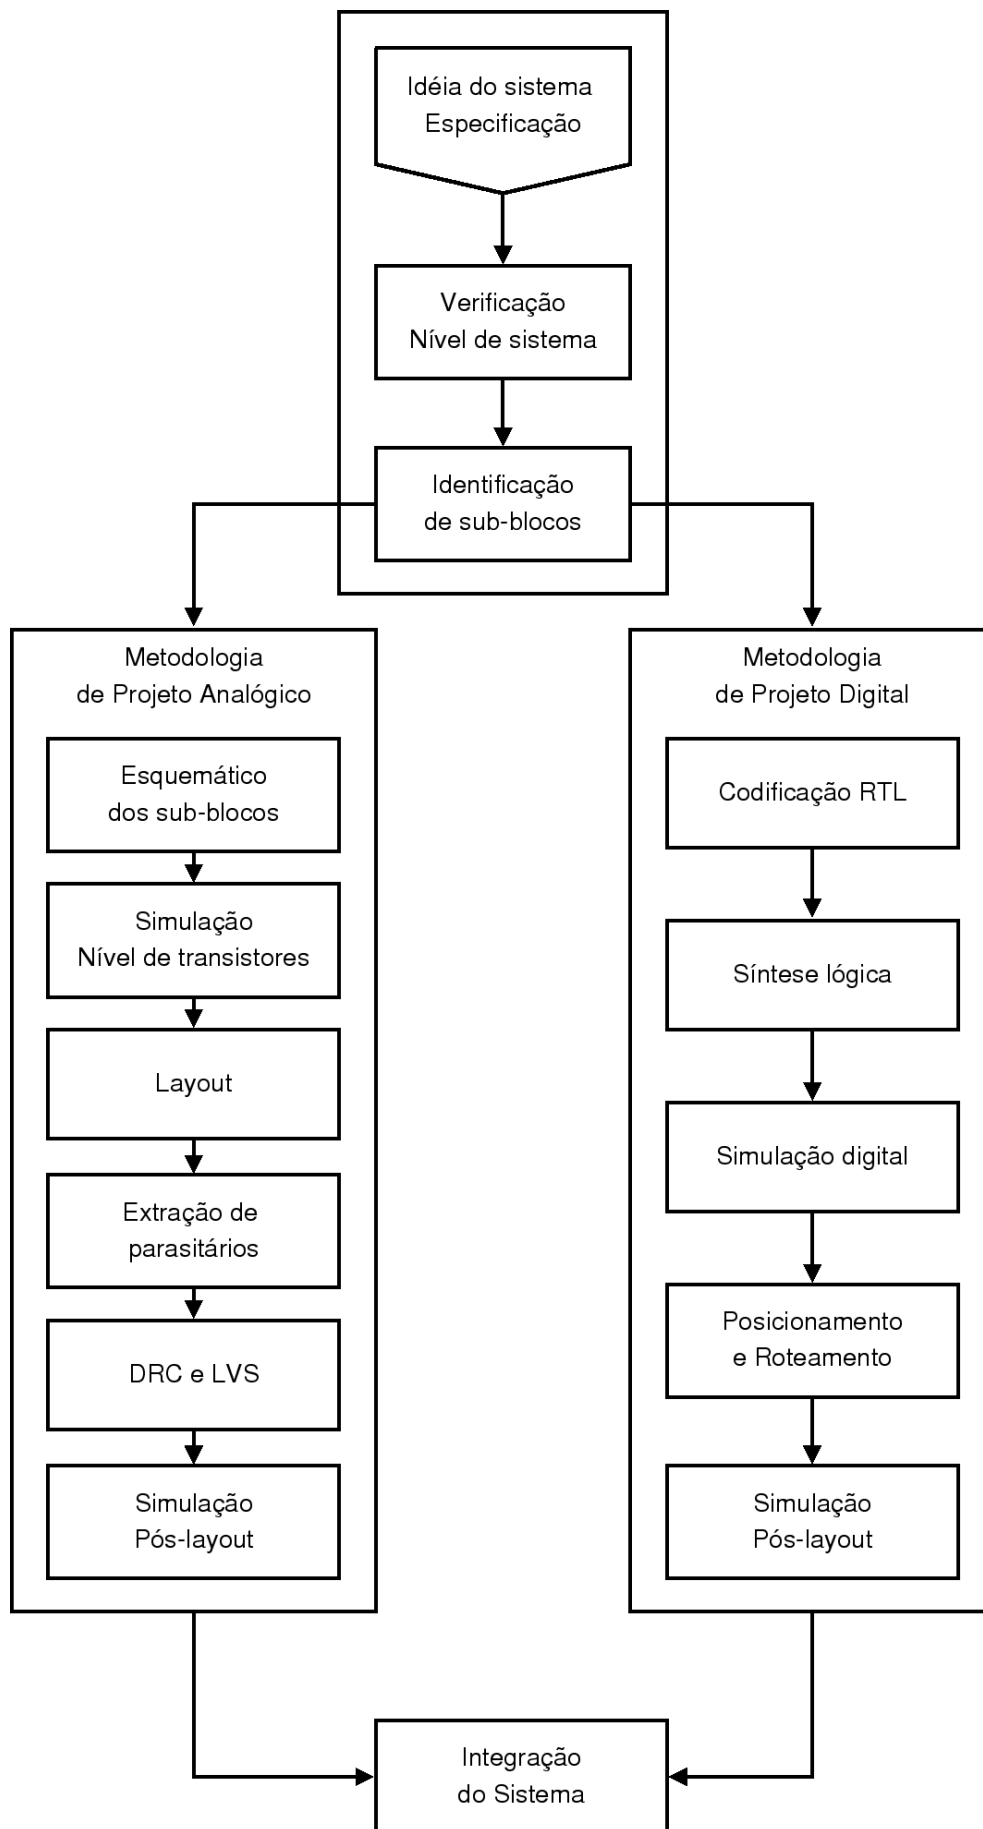 Idéia do sistema
Especificação
Verificação
Nível de sistema
Identificação
de sub-blocos
Metodologia
de Projeto Analógico
Esquemático
dos sub-blocos
Simulação
Nível de transistores
Layout
Extração de
parasitários
DRC e LVS
Simulação
Pós-layout
Metodologia
de Projeto Digital
Codificação RTL
Síntese lógica
Simulação digital
Posicionamento
e Roteamento
Simulação
Pós-layout
Integração
do Sistema